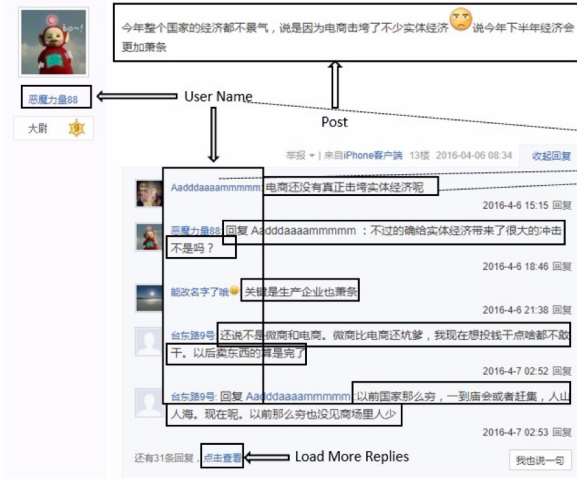 今年整个国家的经济都不景气，说是因为电商击垮了不少实体经济 说今年下半年经济会
更加萧条
恶魔力量88
大尉
9
User Name
Post
举报 | 来自iPhone客户端 13楼 2016-04-06 08:34 收起回复
Aadddaaaammmmm: 电商还没有真正击垮实体经济呢
2016-4-6 15:15 回复
恶魔力量88: 回复 Aadddaaaammmmm ：不过的确给实体经济带来了很大的冲击
不是吗？
2016-4-6 18:46 回复
能改名字了哦 关键是生产企业也萧条
2016-4-6 21:38 回复
台东路9号: 还说不是微商和电商。微商比电商还坑爹，我现在想投钱干点啥都不敢
干。以后卖东西的算是完了
2016-4-7 02:52 回复
台东路9号: 回复 Aadddaaaammmmm :以前国家那么穷，一到庙会或者赶集，人山
人海。现在呢。以前那么穷也没见商场里人少
2016-4-7 02:53 回复
还有31条回复，点击查看
Load More Replies
我也说一句